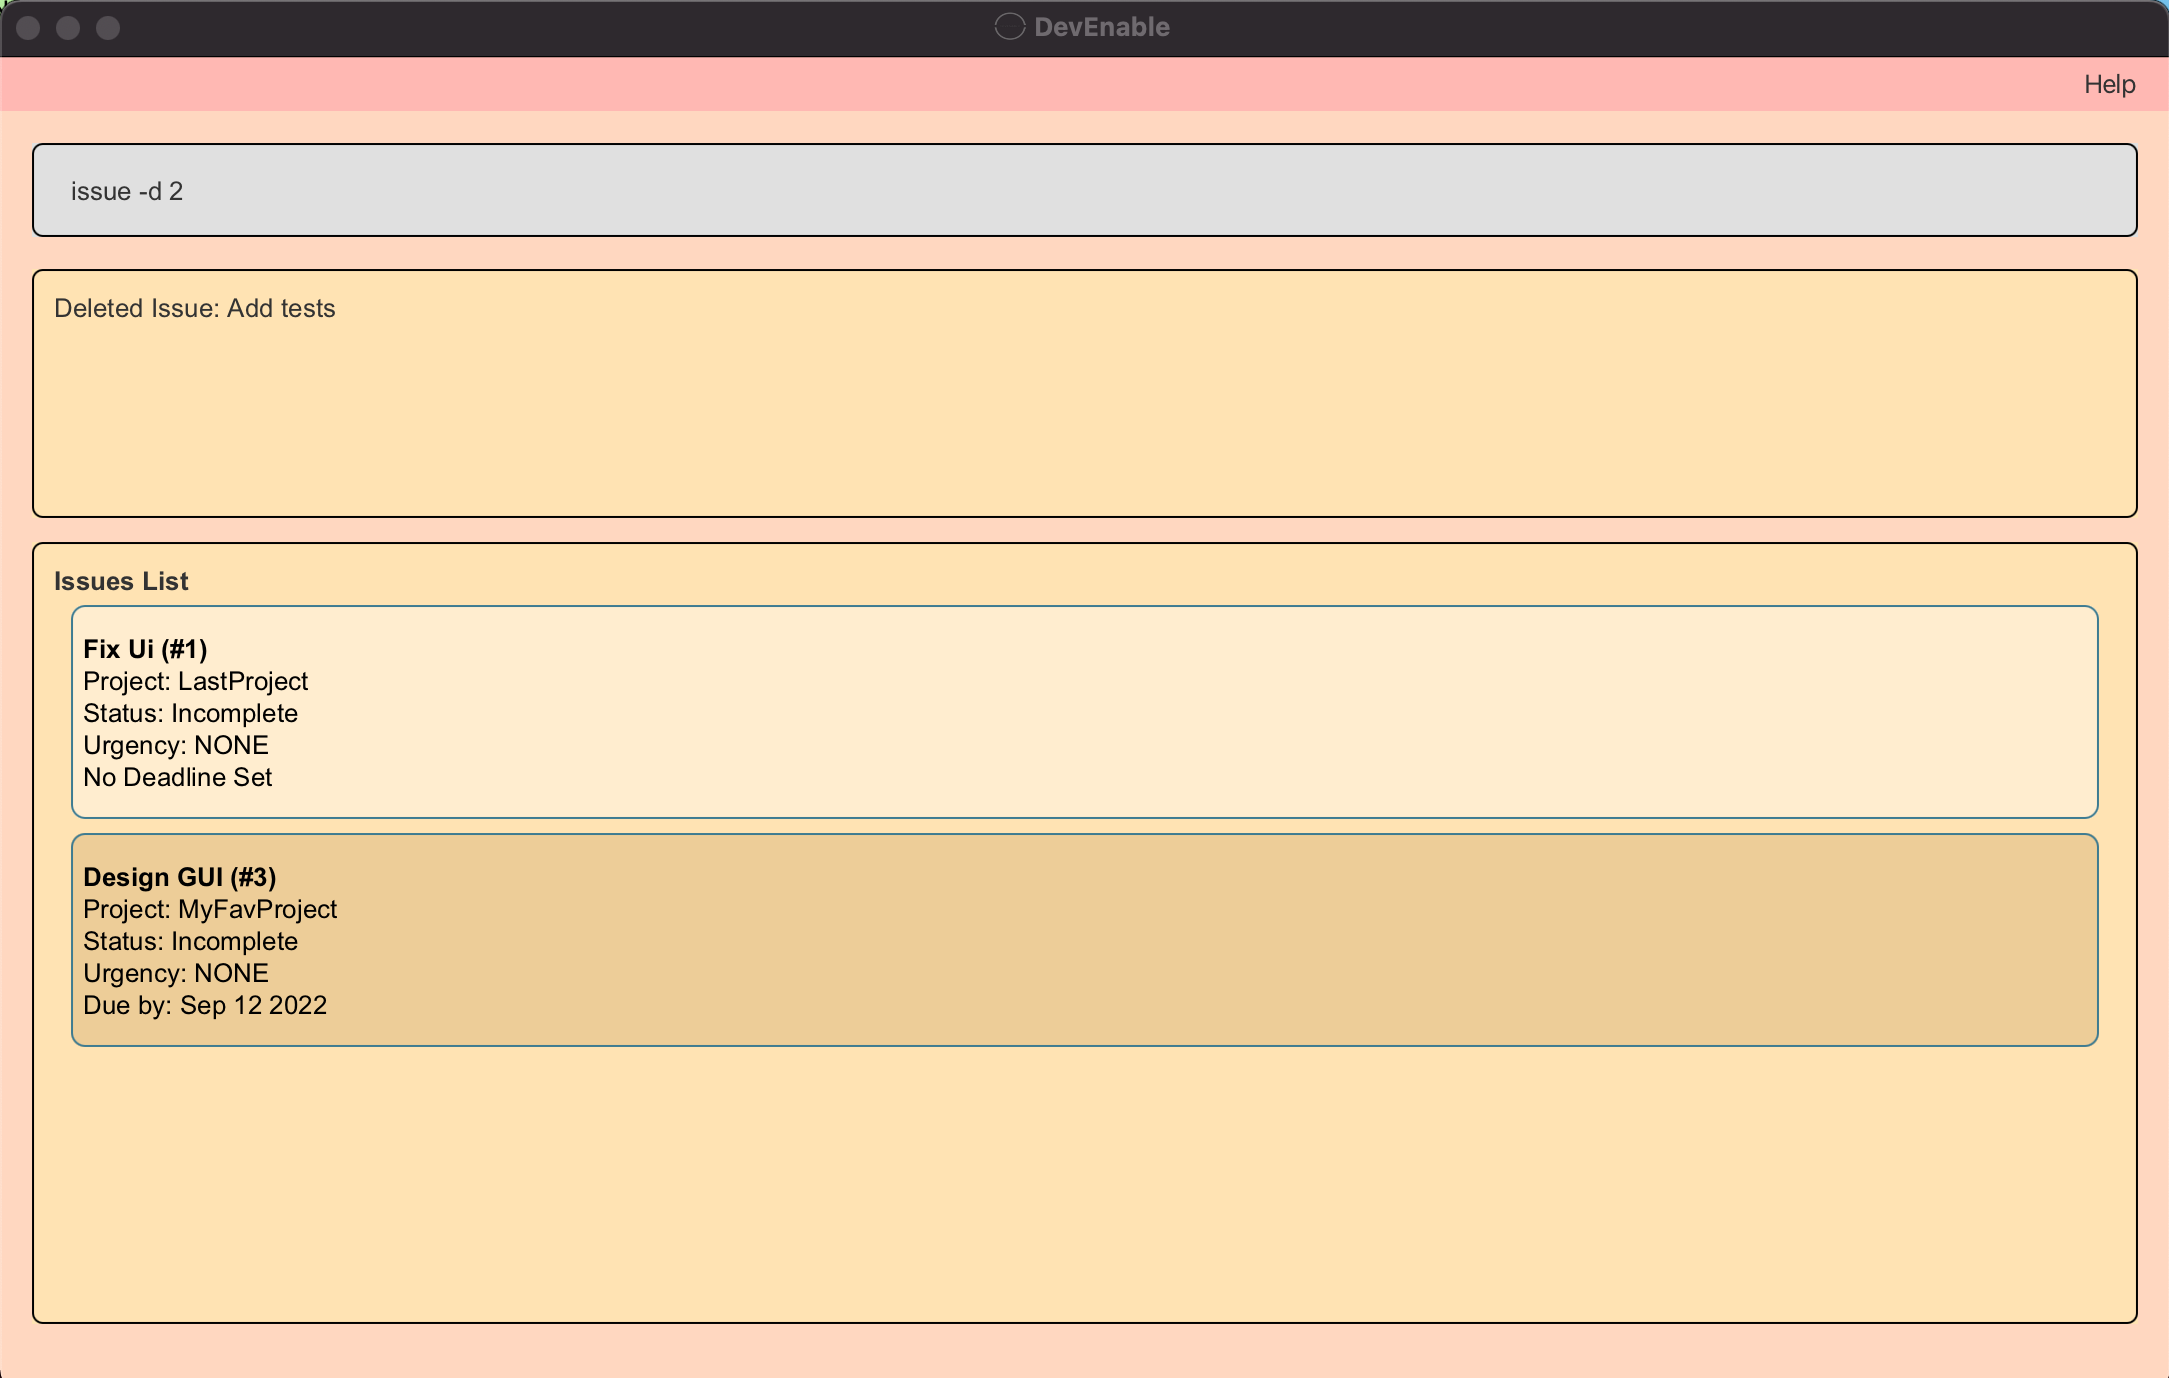 DevEnable
Help
issue -d 2
Deleted Issue: Add tests
Issues List
Fix Ui (#1)
Project: LastProject
Status: Incomplete
Urgency: NONE
No Deadline Set
Design GUI (#3)
Project: MyFavProject
Status: Incomplete
Urgency: NONE
Due by: Sep 12 2022